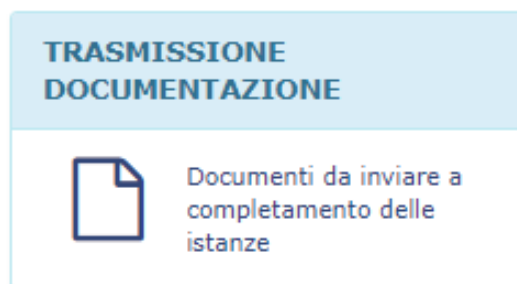 TRASMISSIONE
DOCUMENTAZIONE
Documenti da inviare a
completamento delle
istanze